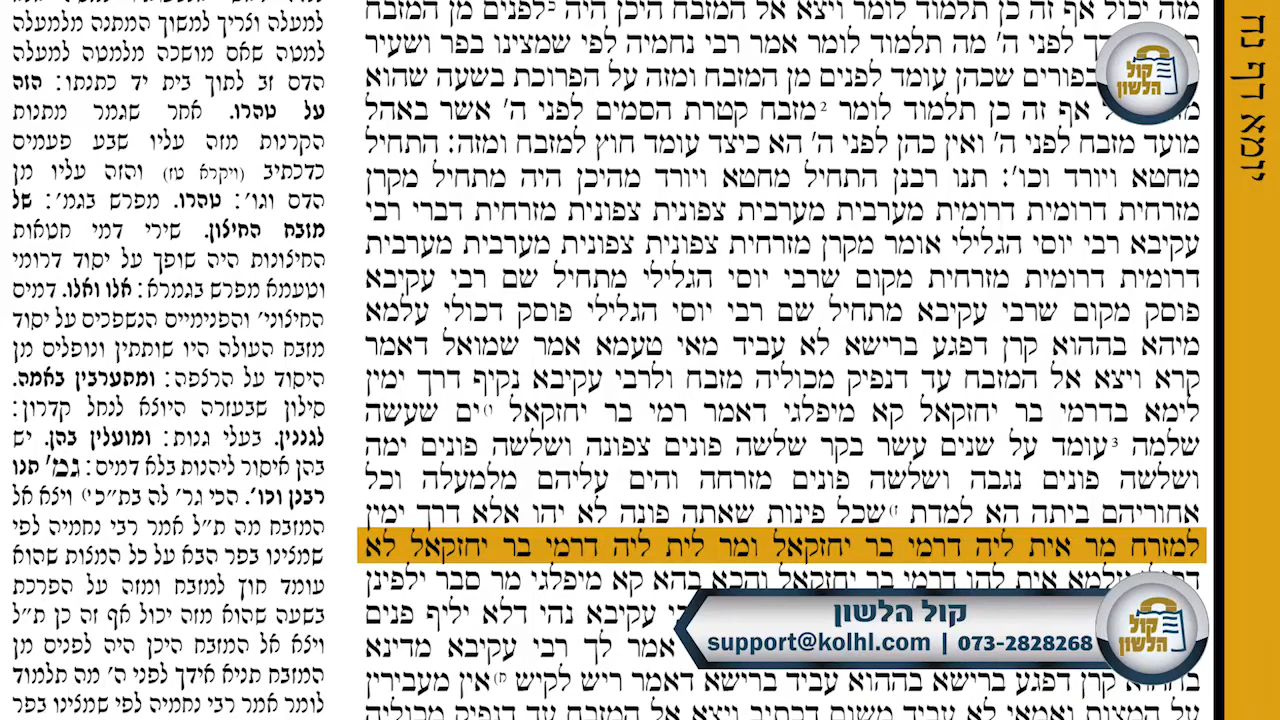 מזה יכול אף זה כן תלמוד לומר ויצא אל המזבח היכן היה לפנים מן המזבח
לפני ה' מה תלמוד לומר אמר רבי נחמיה לפי שמצינו בפר ושעיר
בפורים שכהן עומד לפנים מן המזבח ומזה על הפרוכת בשעה שהוא
אף זה כן תלמוד לומר 2 מזבח קטרת הסמים לפני ה' אשר באהל
מועד מזבח לפני ה' ואין כהן לפני ה' הא כיצד עומד חוץ למזבח ומזה: התחיל
מחטא ויורד וכו': תנו רבנן התחיל מחטא ויורד מהיכן היה מתחיל מקרן
מזרחית דרומית דרומית מערבית מערבית צפונית צפונית מזרחית דברי רבי
עקיבא רבי יוסי הגלילי אומר מקרן מזרחית צפונית צפונית מערבית מערבית
דרומית דרומית מזרחית מקום שרבי יוסי הגלילי מתחיל שם רבי עקיבא
פוסק מקום שרבי עקיבא מתחיל שם רבי יוסי הגלילי פוסק דכולי עלמא
מיהא בההוא קרן דפגע ברישא לא עביד מאי טעמא אמר שמואל דאמר
קרא ויצא אל המזבח עד דנפיק מכוליה מזבח ולרבי עקיבא נקיף דרך ימין
לימא בדרמי בר יחזקאל קא מיפלגי דאמר רמי בר יחזקאל ים שעשה
שלמה 3 עומד על שנים עשר בקר שלשה פונים צפונה ושלשה פונים ימה
ושלשה פונים נגבה ושלשה פונים מזרחה והים עליהם מלמעלה וכל
אחוריהם ביתה הא למדת שכל פינות שאתה פונה לא יהו אלא דרך ימין
למזרח מר אית ליה דרמי בר יחזקאל ומר לית ליה דרמי בר יחזקאל לא
עלמא אית להו דרמי בר יחזקאל והכא בהא קא מיפלגי מר סבר ילפינן
עקיבא נהי דלא יליף פנים
אמר לך רבי עקיבא מדינא
קרן דפגע ברישא בההוא עביד ברישא דאמר ריש לקיש (ח) אין מעבירין
על המצות ואמאי לא עביד משום דכתיב ויצא אל המזבח עד דנפיק מכוליה
למעלה וצריך למשוך המתנה מלמעלה
למטה שאם מושכה מלמטה למעלה
הדס זב לתוך בית יד כתנתו: הזה
על טהרו. אחר שגמר מתנות
הקרנות מזה עליו שבע פעמים
כדכתיב (ויקרא טז) והזה עליו מן
הדס וגו': טהרו. מפרש בגמ': של
מזבח החיצון. שירי דמי חטאות
החיצונות היה שופך על יסוד דרומי
וטעמא מפרש בגמרא: אלו ואלו. דמים
החיצוני' והפנימיים הנשפכים על יסוד
מזבח העולה היו שותתין ונופלים מן
היסוד על הרצפה: ומתערבין באמה.
סילון שבעזרה היוצא לנחל קדרון:
לגננין. בעלי גנות: ומועלין בהן. יש
בהן איסור ליהנות בלא דמים: גמ' תנו
רבנן וכו'. הכי גר' לה בת"כ ויצא אל
המזבח מה ת"ל אמר רבי נחמיה לפי
שמצינו בפר הבא על כל המצות שהוא
עומד חוץ למזבח ומזה על הפרכת
בשעה שהוא מזה יכול אף זה כן ת"ל
ויצא אל המזבח היכן היה לפנים מן
המזבח תניא אידך לפני ה' מה תלמוד
לומר אמר רבי נחמיה לפי שמצינו בפר
יומא דף נח
קול הלשון
קול הלשון
support@kolhl.com | 073-2828268
קול הלשון